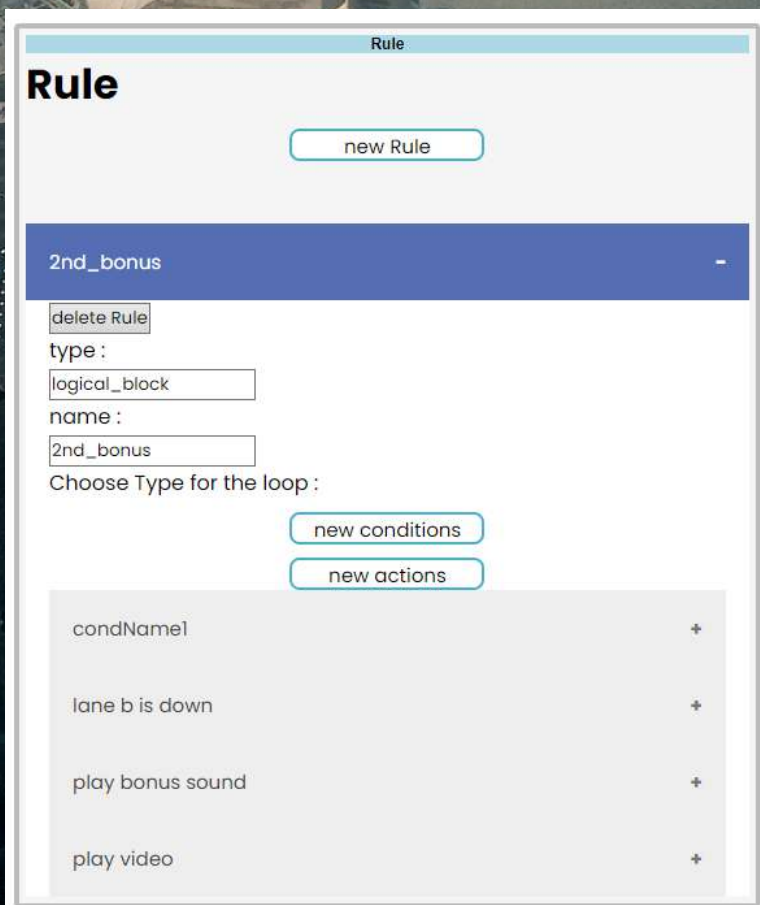 Rule
Rule
new Rule
2nd_bonus -
delete Rule
type :
logical_block
name :
2nd_bonus
Choose Type for the loop :
new conditions
new actions
condName1 +
lane b is down +
play bonus sound +
play video +